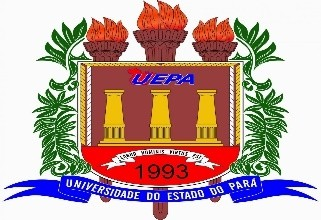 UEPA
1993
UNIVERSIDADE DO ESTADO DO PARÁ